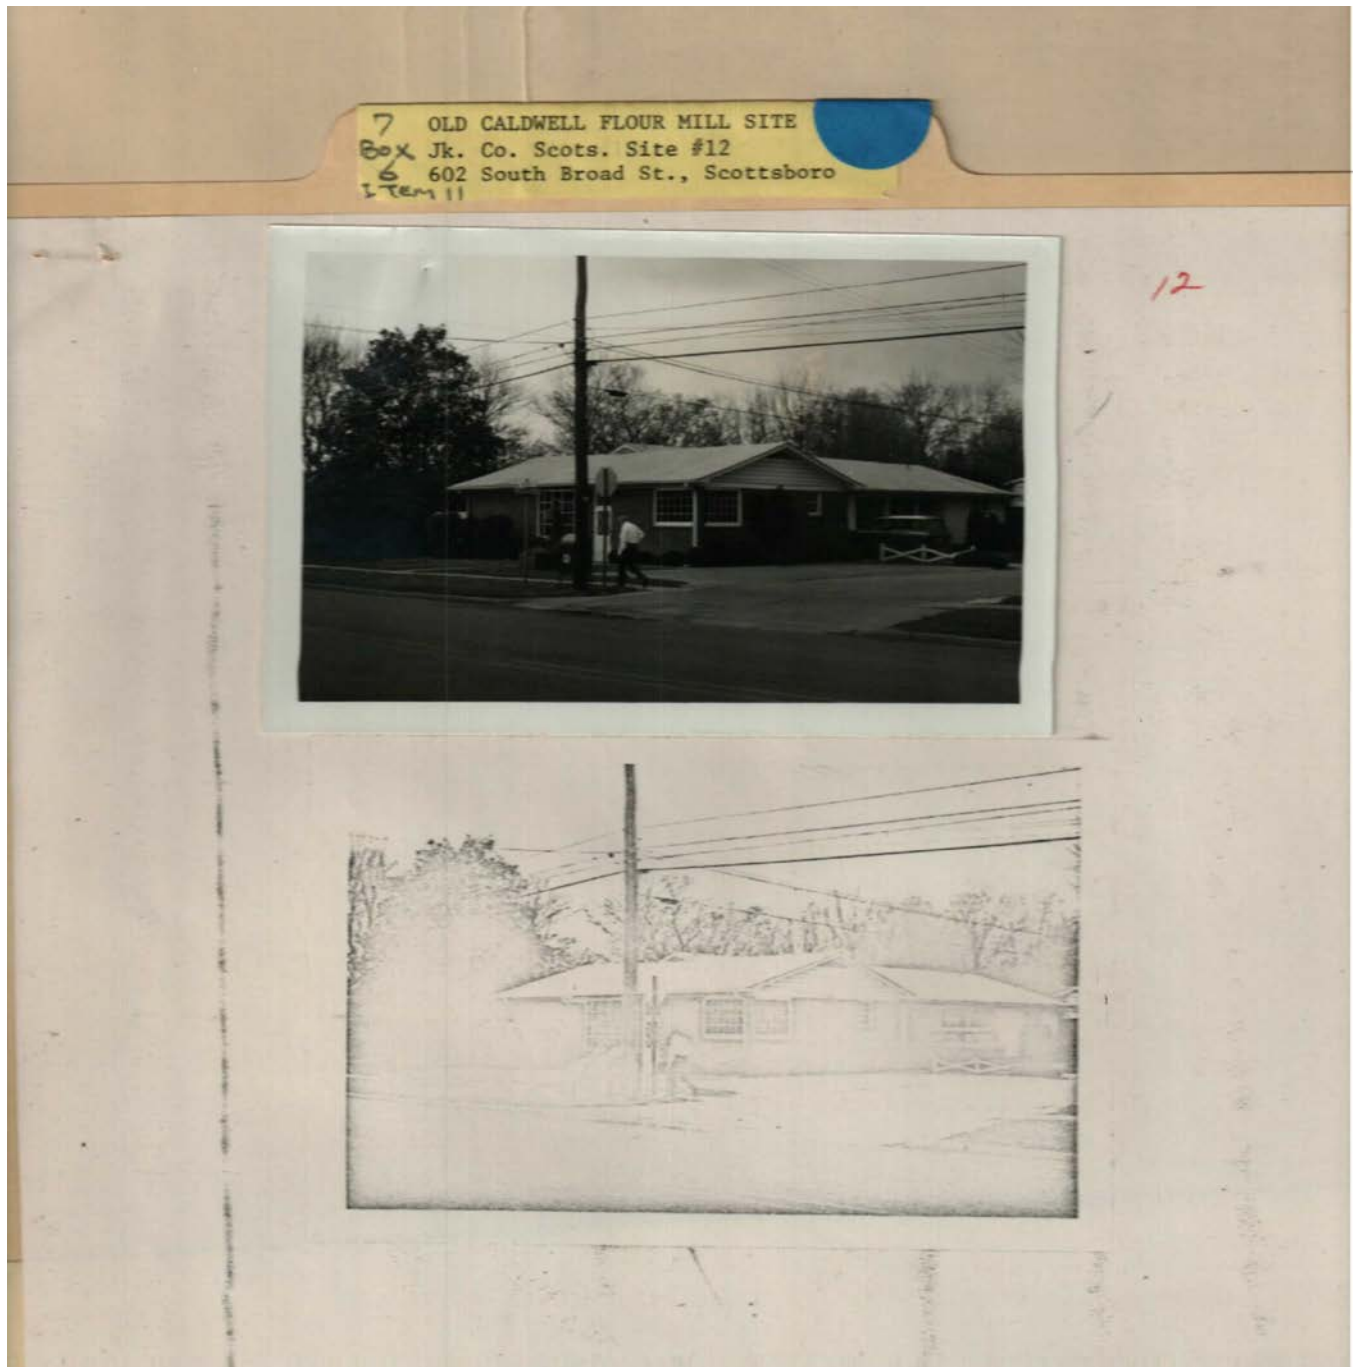 7 OLD CALDWELL FLOUR MILL SITE
Box Jk. Co. Scots. Site #12
6 602 South Broad St., Scottsboro
ITEM 11
12